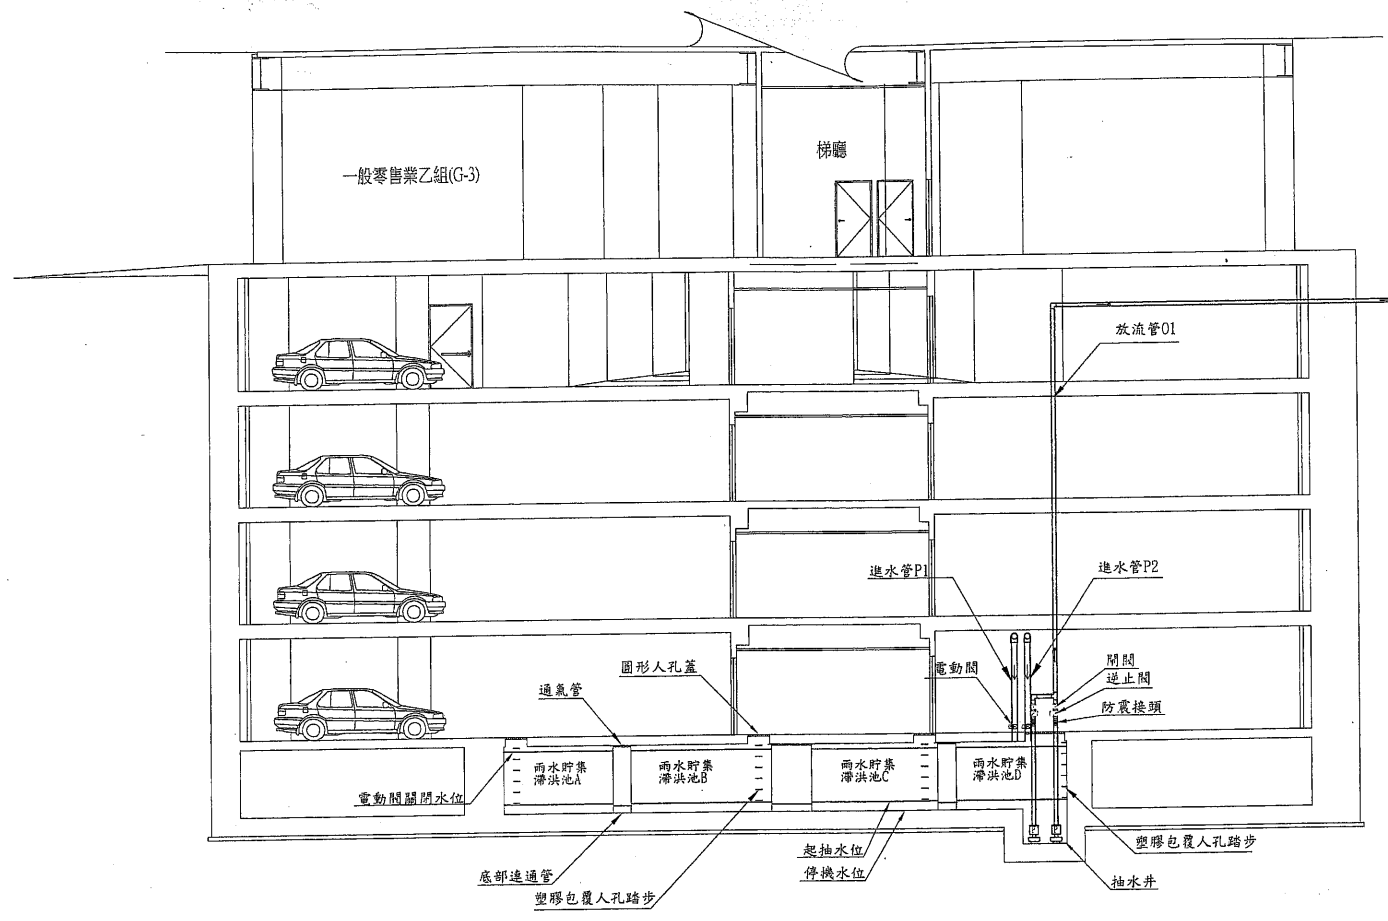 梯廳
一般零售業乙組(G-3)
放流管01
進水管P1
進水管P2
電動閥
閘閥
逆止閥
防震接頭
圓形人孔蓋
通氣管
雨水貯集
滯洪池A
雨水貯集
滯洪池B
雨水貯集
滯洪池C
雨水貯集
滯洪池D
電動閥關閉水位
起抽水位
停機水位
塑膠包覆人孔踏步
底部連通管
塑膠包覆人孔踏步
抽水井